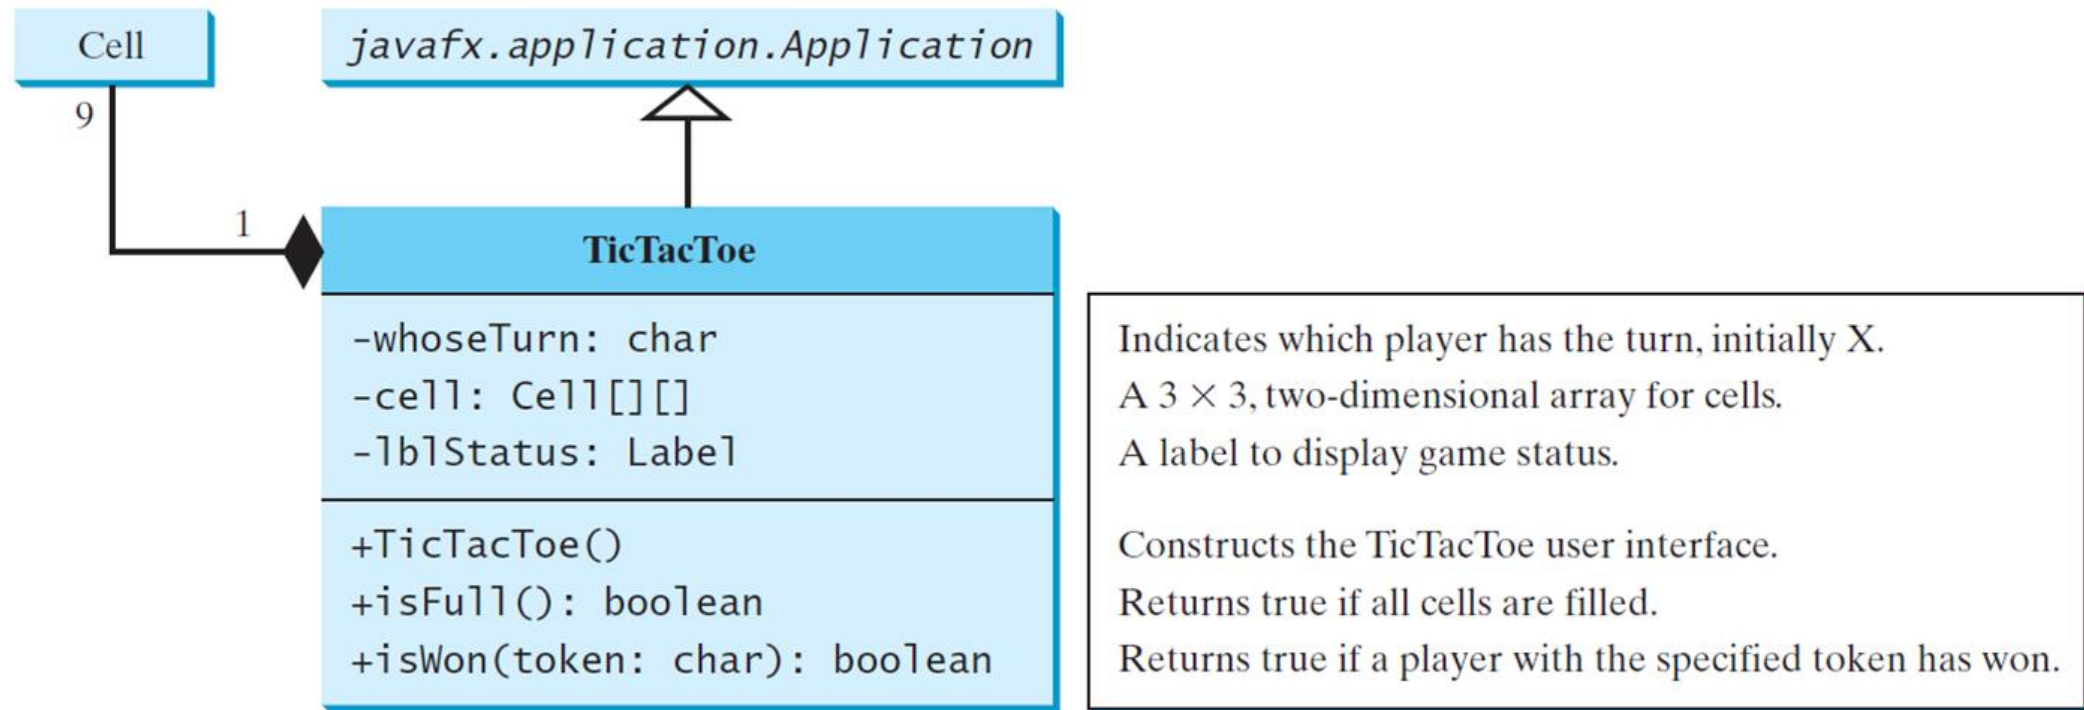 Cell
javafx.application.Application
9
1
TicTacToe
-whoseTurn: char
-cell: Cell[][]
-lblStatus: Label
+TicTacToe()
+isFull(): boolean
+isWon(token: char): boolean
Indicates which player has the turn, initially X.
A 3 × 3, two-dimensional array for cells.
A label to display game status.
Constructs the TicTacToe user interface.
Returns true if all cells are filled.
Returns true if a player with the specified token has won.